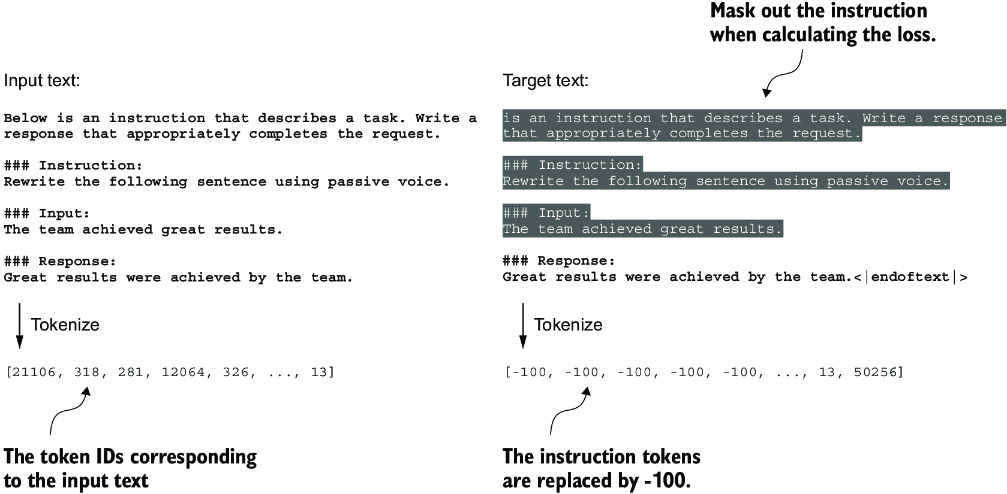 Mask out the instruction
when calculating the loss.
Input text:
Below is an instruction that describes a task. Write a
response that appropriately completes the request.
### Instruction:
Rewrite the following sentence using passive voice.
### Input:
The team achieved great results.
### Response:
Great results were achieved by the team.
Tokenize
[21106, 318, 281, 12064, 326, ..., 13]
The token IDs corresponding
to the input text
Target text:
is an instruction that describes a task. Write a response
that appropriately completes the request.
### Instruction:
Rewrite the following sentence using passive voice.
### Input:
The team achieved great results.
### Response:
Great results were achieved by the team.<|endoftext|>
Tokenize
[-100, -100, -100, -100, -100, ..., 13, 50256]
The instruction tokens
are replaced by -100.